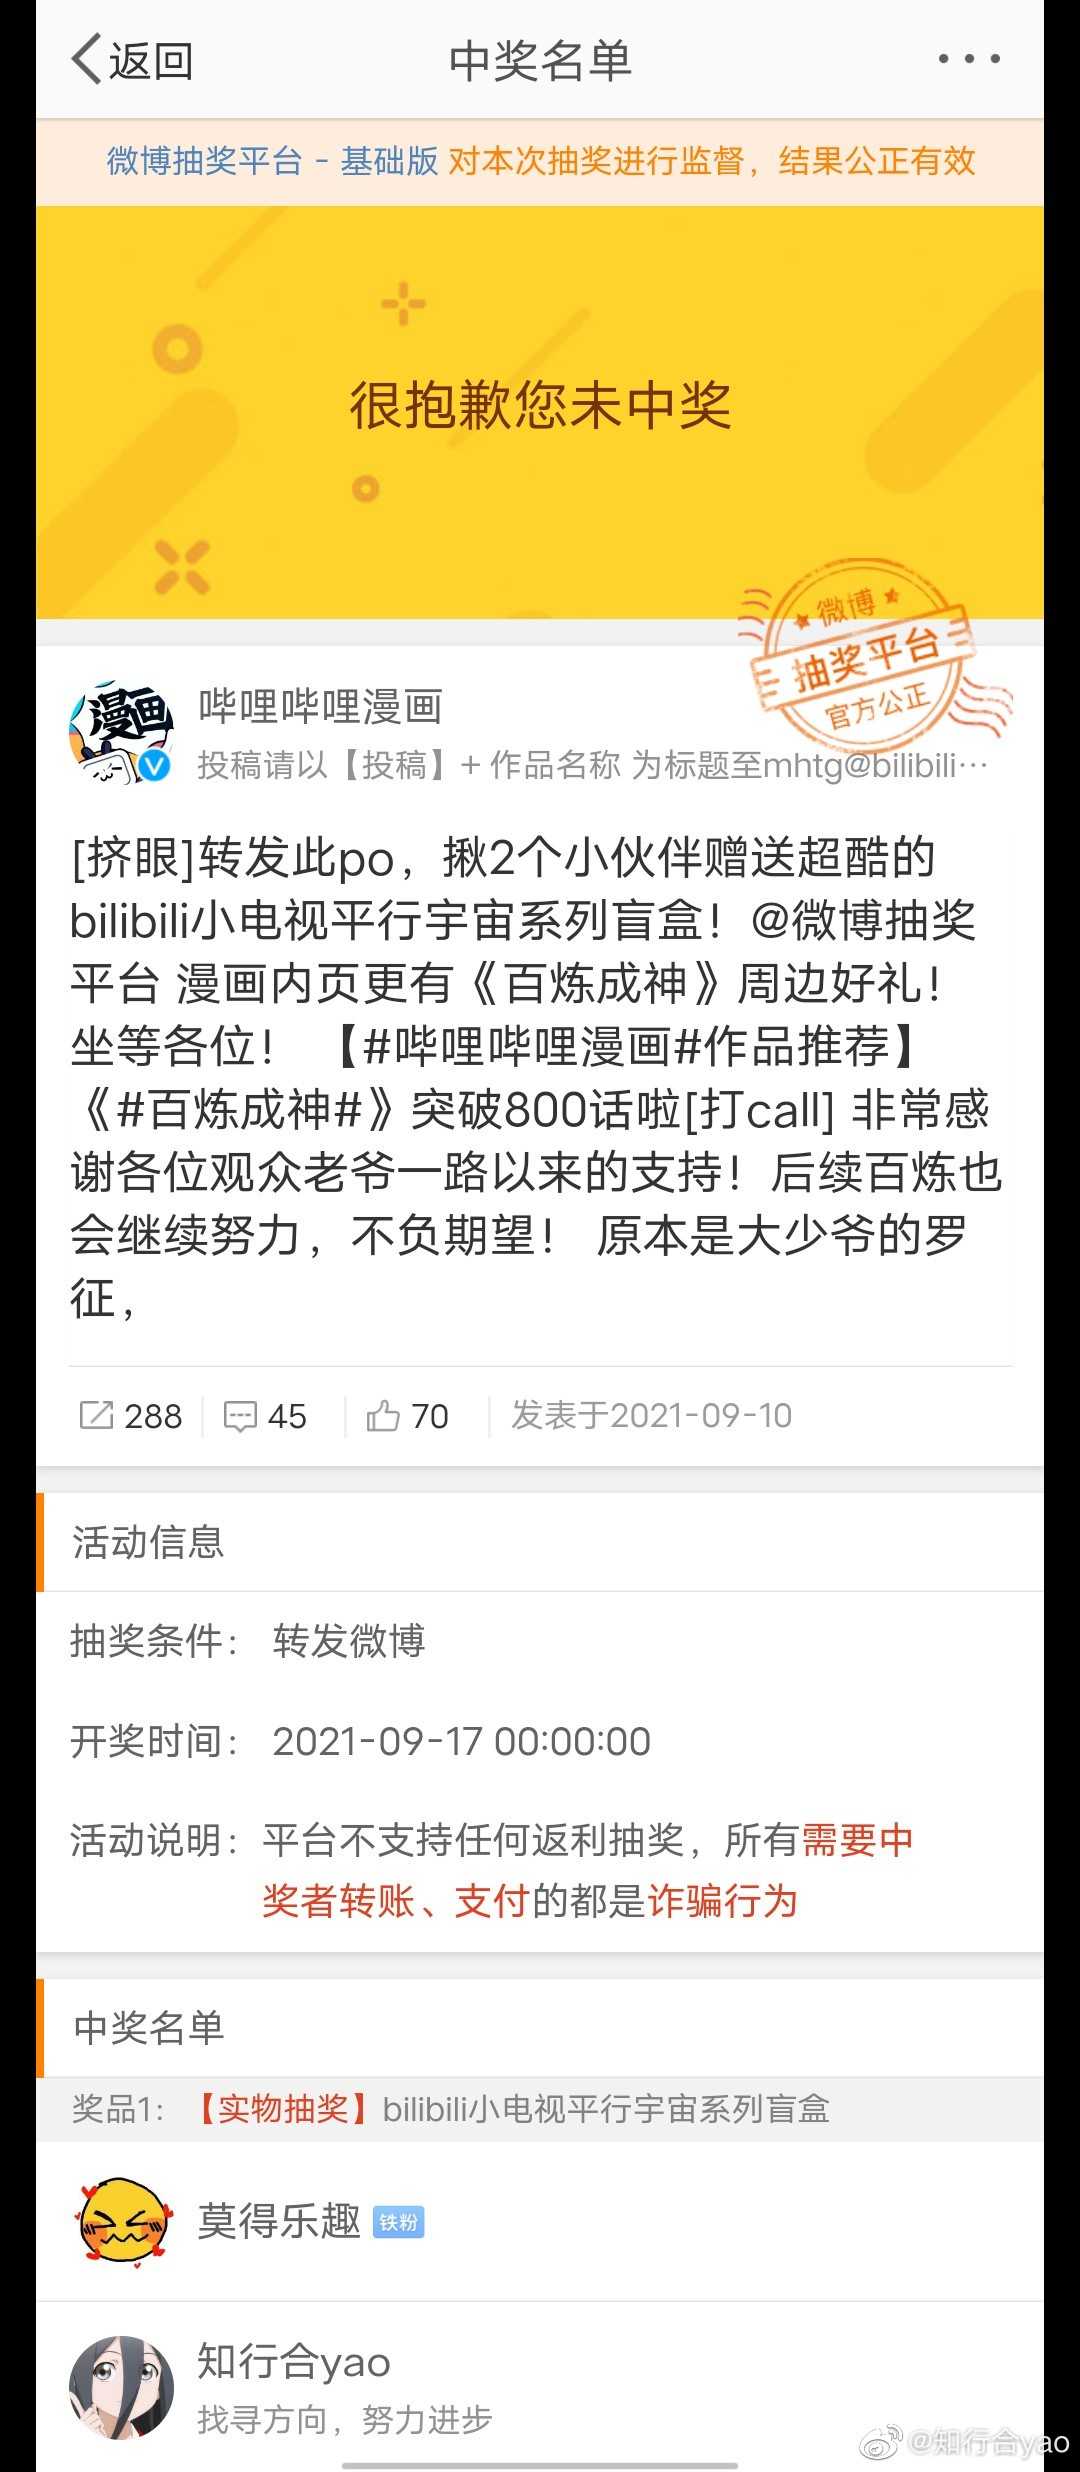 返回
中奖名单
微博抽奖平台 - 基础版 对本次抽奖进行监督，结果公正有效
很抱歉您未中奖
微博
抽奖平台
官方公正
漫画
哔哩哔哩漫画
投稿请以【投稿】+ 作品名称 为标题至mhtg@bilibili…
[挤眼]转发此po，揪2个小伙伴赠送超酷的
bilibili小电视平行宇宙系列盲盒！@微博抽奖
平台 漫画内页更有《百炼成神》周边好礼！
坐等各位！ 【#哔哩哔哩漫画#作品推荐】
《#百炼成神#》突破800话啦[打call] 非常感
谢各位观众老爷一路以来的支持！后续百炼也
会继续努力，不负期望！ 原本是大少爷的罗
征，
288 45 70 发表于2021-09-10
活动信息
抽奖条件： 转发微博
开奖时间： 2021-09-17 00:00:00
活动说明：平台不支持任何返利抽奖，所有需要中
奖者转账、支付的都是诈骗行为
中奖名单
奖品1：【实物抽奖】bilibili小电视平行宇宙系列盲盒
莫得乐趣 铁粉
知行合yao
找寻方向，努力进步
@知行合yao